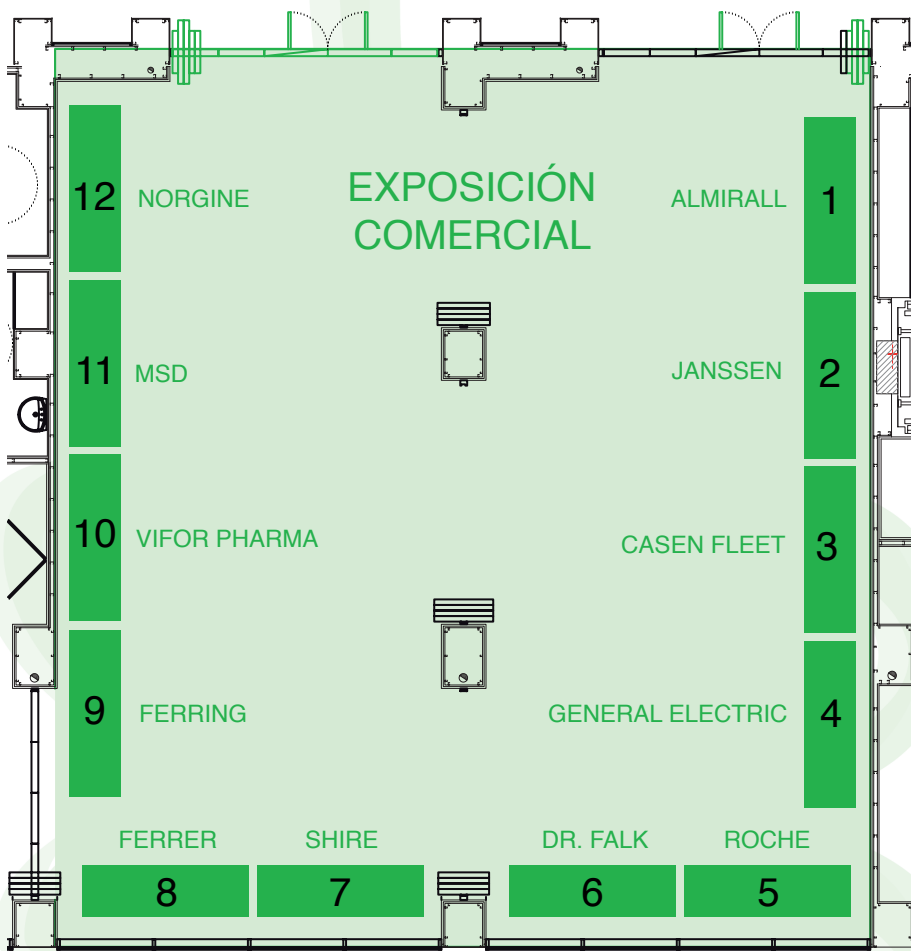 EXPOSICIÓN
COMERCIAL
12 NORGINE
ALMIRALL 1
11 MSD
JANSSEN 2
10 VIFOR PHARMA
CASEN FLEET 3
9 FERRING
GENERAL ELECTRIC 4
FERRER
SHIRE
DR. FALK
ROCHE
8
7
6
5